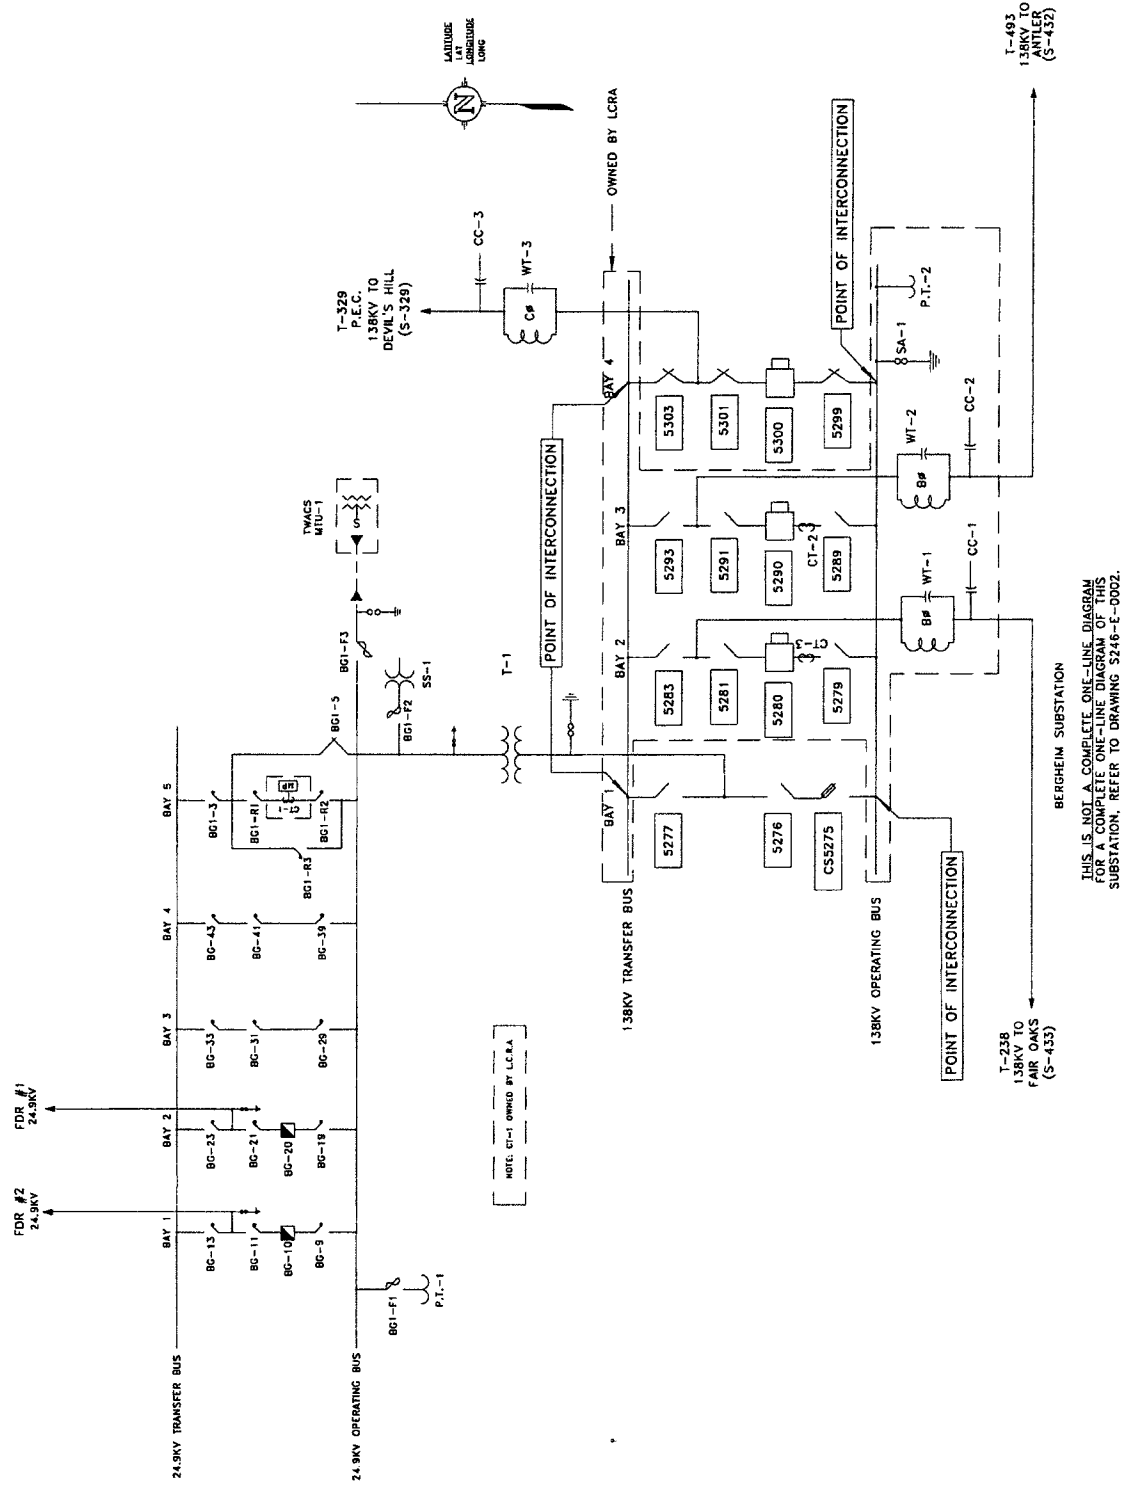 LATITUDE
LAT
LONGITUDE
LONG
N
FDR #2
24.9KV
FDR #1
24.9KV
24.9KV TRANSFER BUS
BAY 1
BAY 2
BAY 3
BAY 4
BAY 5
BG-13
BG-11
BG-10
BG-9
BG-23
BG-21
BG-20
BG-19
BG-33
BG-31
BG-29
BG-43
BG-41
BG-39
BG1-3
BG1-R1
CT-1
MP
BG1-R2
BG1-R3
BG1-5
24.9KV OPERATING BUS
BG1-F1
P.T.-1
BG1-F2
SS-1
BG1-F3
TWACS
MTU-1
S
T-1
NOTE: CT-1 OWNED BY L.C.R.A
T-329
P.E.C.
138KV TO
DEVIL'S HILL
(S-329)
CC-3
WT-3
CØ
OWNED BY LCRA
POINT OF INTERCONNECTION
138KV TRANSFER BUS
BAY 1
BAY 2
BAY 3
BAY 4
5277
5276
CS5275
5283
5281
5280
CT-3
5279
5293
5291
5290
CT-2
5289
5303
5301
5300
5299
POINT OF INTERCONNECTION
138KV OPERATING BUS
SA-1
P.T.-2
POINT OF INTERCONNECTION
WT-1
BØ
CC-1
WT-2
BØ
CC-2
T-238
138KV TO
FAIR OAKS
(S-433)
T-493
138KV TO
ANTLER
(S-432)
BERGHEIM SUBSTATION
THIS IS NOT A COMPLETE ONE-LINE DIAGRAM
FOR A COMPLETE ONE-LINE DIAGRAM OF THIS
SUBSTATION, REFER TO DRAWING S246-E-0002.